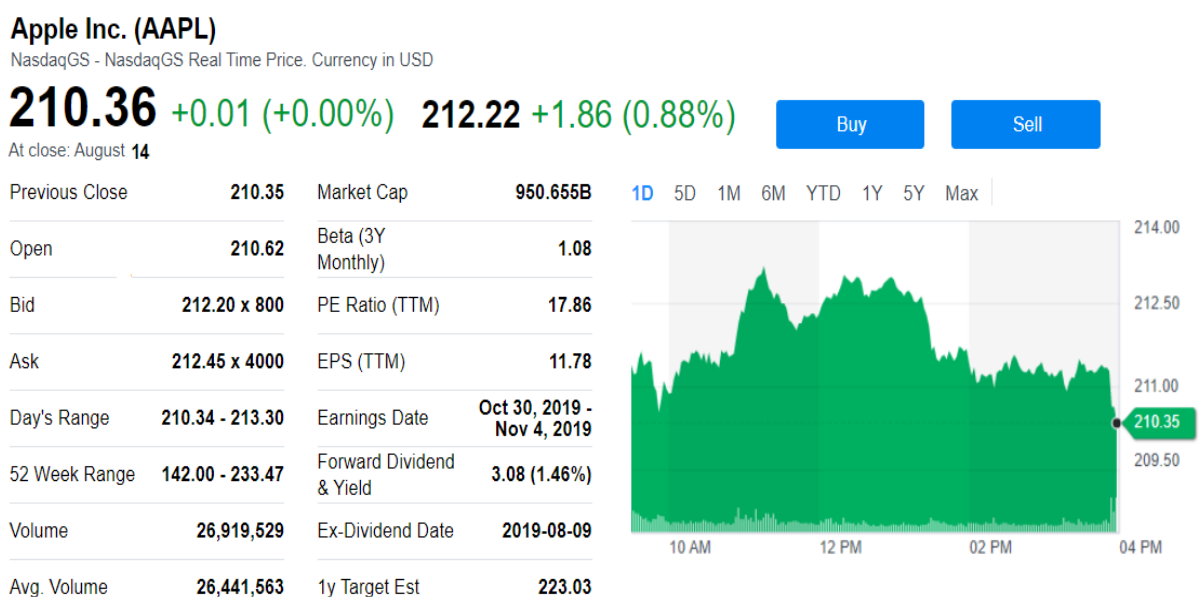 Apple Inc. (AAPL)
NasdaqGS - NasdaqGS Real Time Price. Currency in USD
210.36 +0.01 (+0.00%) 212.22 +1.86 (0.88%)
Buy
Sell
At close: August 14
Previous Close 210.35
Open 210.62
Bid 212.20 x 800
Ask 212.45 x 4000
Day's Range 210.34 - 213.30
52 Week Range 142.00 - 233.47
Volume 26,919,529
Avg. Volume 26,441,563
Market Cap 950.655B
Beta (3Y
Monthly) 1.08
PE Ratio (TTM) 17.86
EPS (TTM) 11.78
Earnings Date Oct 30, 2019 -
Nov 4, 2019
Forward Dividend
& Yield 3.08 (1.46%)
Ex-Dividend Date 2019-08-09
1y Target Est 223.03
1D 5D 1M 6M YTD 1Y 5Y Max
214.00
212.50
211.00
210.35
209.50
10 AM 12 PM 02 PM 04 PM